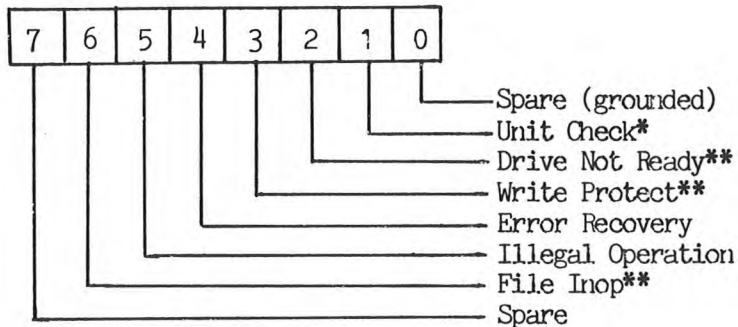 7 6 5 4 3 2 1 0
Spare (grounded)
Unit Check*
Drive Not Ready**
Write Protect**
Error Recovery
Illegal Operation
File Inop**
Spare